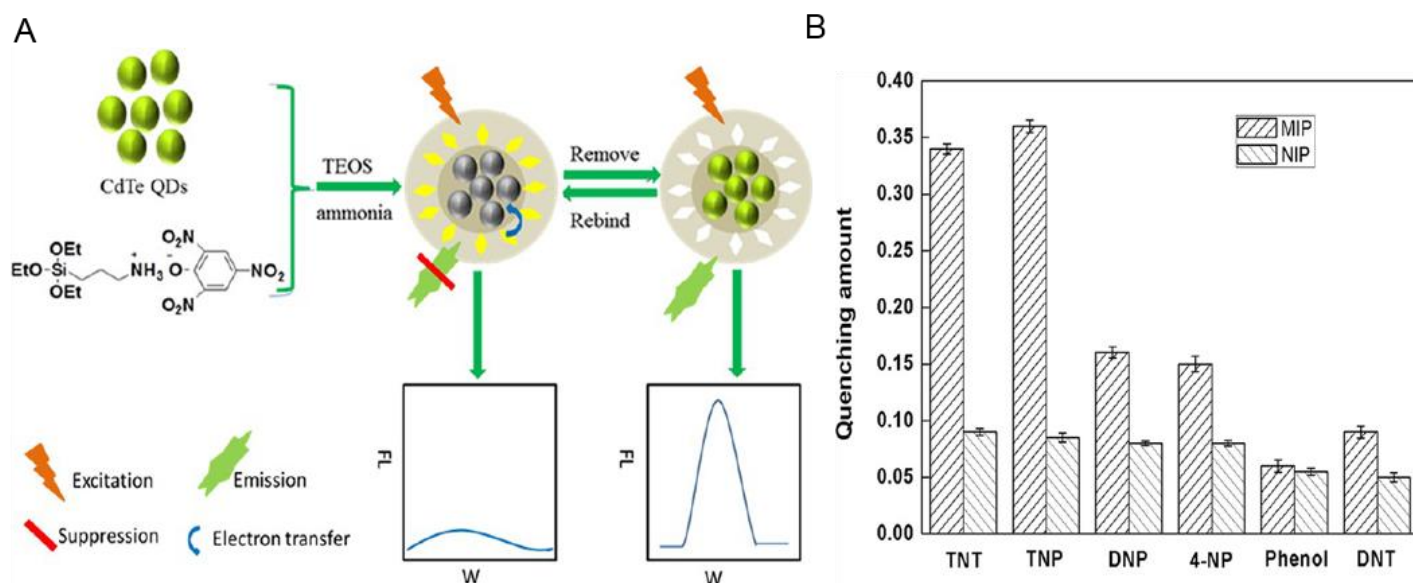 A
CdTe QDs
EtO
OEt
Si
OEt
NH3
+
-
O
O2N
NO2
O2N
TEOS
ammonia
Remove
Rebind
FL
W
FL
W
Excitation
Emission
Suppression
Electron transfer
B
Quenching amount
0.40
0.35
0.30
0.25
0.20
0.15
0.10
0.05
0.00
MIP
NIP
TNT TNP DNP 4-NP Phenol DNT